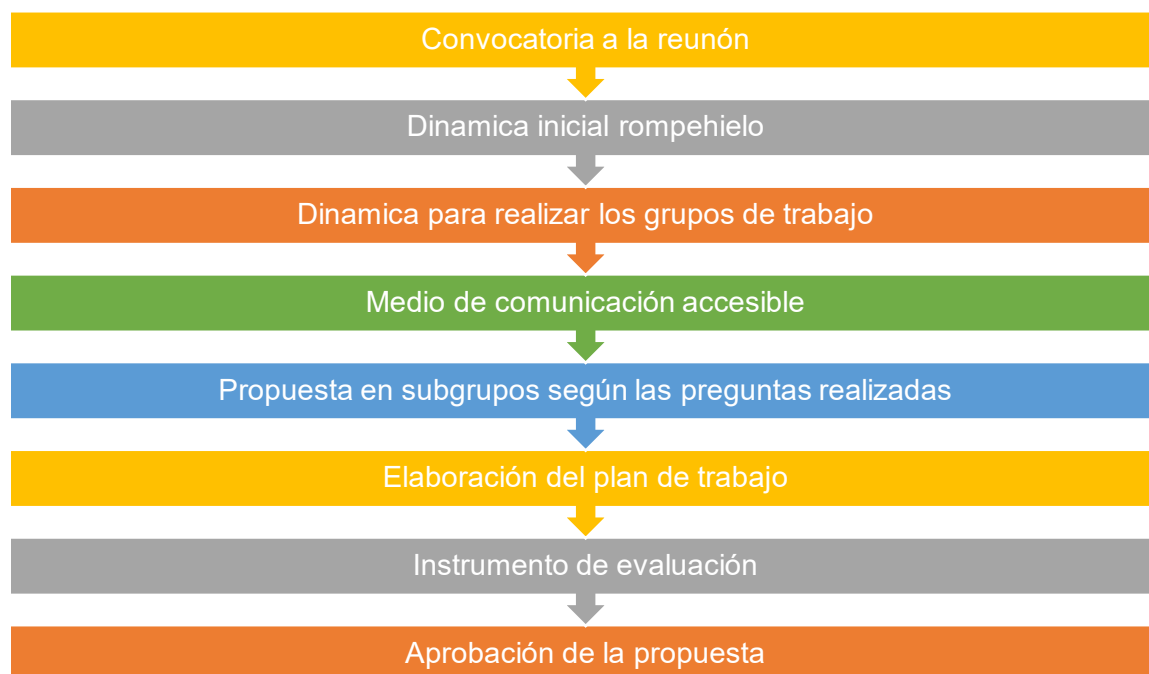 Convocatoria a la reunón
Dinamica inicial rompehielo
Dinamica para realizar los grupos de trabajo
Medio de comunicación accesible
Propuesta en subgrupos según las preguntas realizadas
Elaboración del plan de trabajo
Instrumento de evaluación
Aprobación de la propuesta